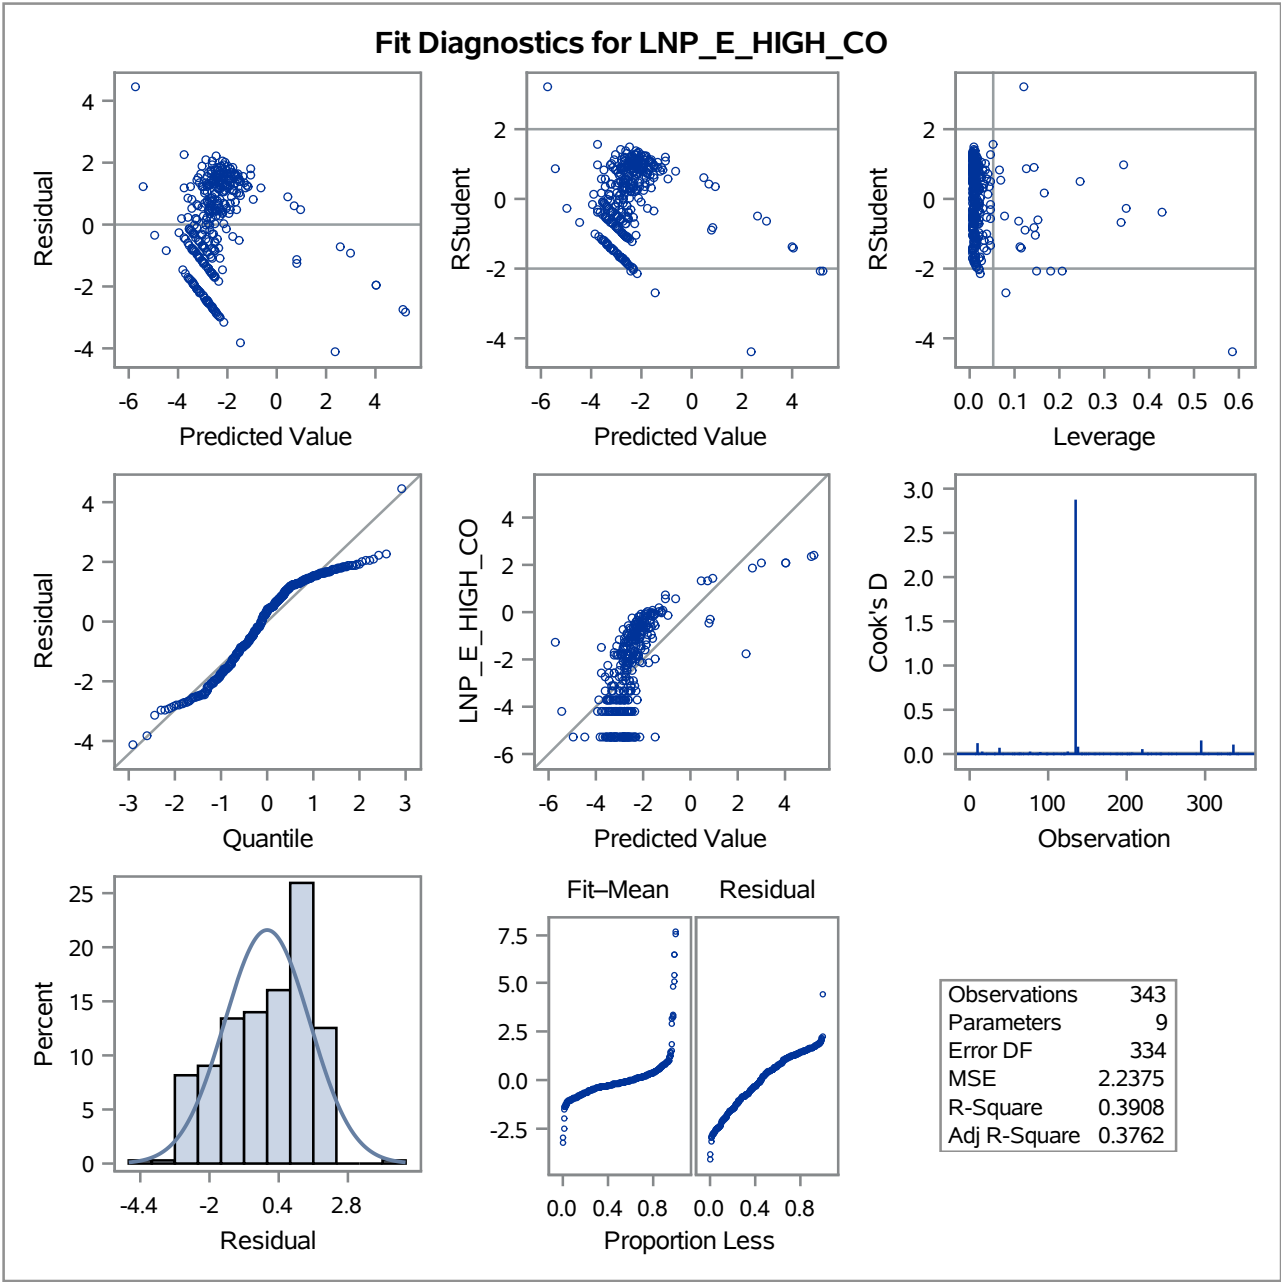 Fit Diagnostics for LNP_E_HIGH_CO
4
2
0
-2
-4
Residual
-6 -4 -2 0 2 4
Predicted Value
2
0
-2
-4
RStudent
-6 -4 -2 0 2 4
Predicted Value
2
0
-2
-4
RStudent
0.0 0.1 0.2 0.3 0.4 0.5 0.6
Leverage
4
2
0
-2
-4
Residual
-3 -2 -1 0 1 2 3
Quantile
4
2
0
-2
-4
-6
LNP_E_HIGH_CO
-6 -4 -2 0 2 4
Predicted Value
3.0
2.5
2.0
1.5
1.0
0.5
0.0
Cook's D
0 100 200 300
Observation
25
20
15
10
5
0
Percent
-4.4 -2 0.4 2.8
Residual
Fit–Mean Residual
7.5
5.0
2.5
0.0
-2.5
0.0 0.4 0.8 0.0 0.4 0.8
Proportion Less
Observations 343
Parameters 9
Error DF 334
MSE 2.2375
R-Square 0.3908
Adj R-Square 0.3762